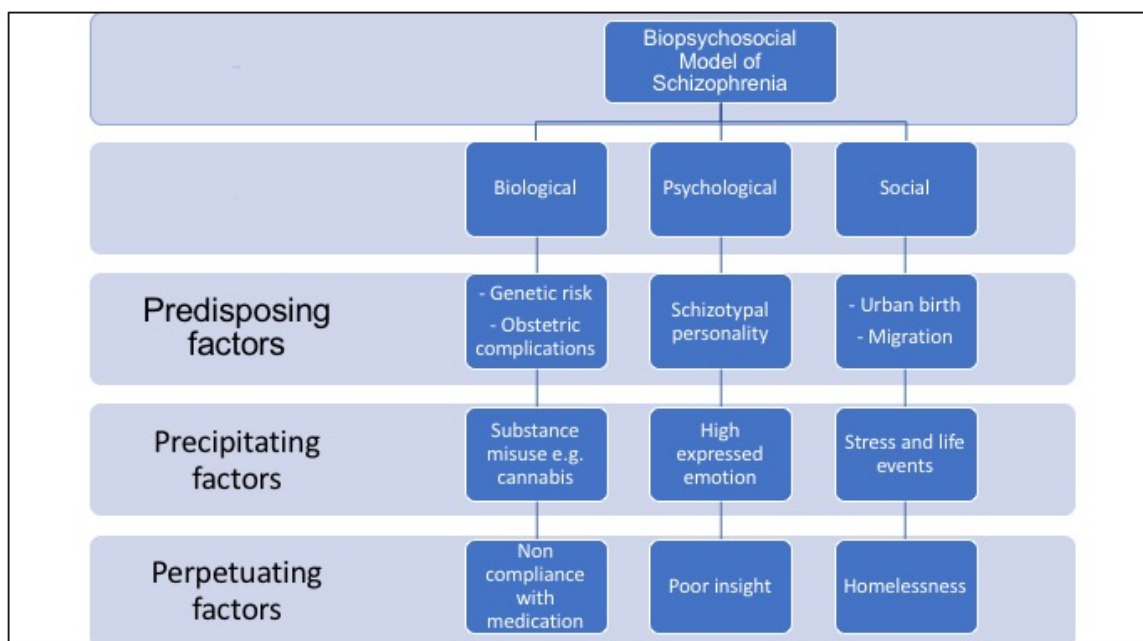 Biopsychosocial
Model of
Schizophrenia
Biological
Psychological
Social
Predisposing
factors
- Genetic risk
- Obstetric
complications
Schizotypal
personality
- Urban birth
- Migration
Precipitating
factors
Substance
misuse e.g.
cannabis
High
expressed
emotion
Stress and life
events
Perpetuating
factors
Non
compliance
with
medication
Poor insight
Homelessness